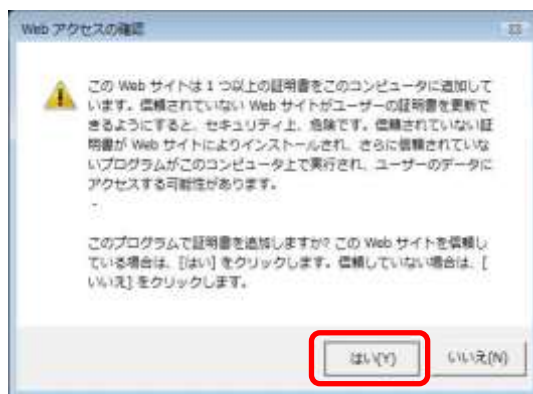 Web アクセスの確認
この Web サイトは 1 つ以上の証明書をこのコンピュータに追加して
います。信頼されていない Web サイトがユーザーの証明書を更新で
きるようにすると、セキュリティ上、危険です。信頼されていない証
明書が Web サイトによりインストールされ、さらに信頼されていな
いプログラムがこのコンピュータ上で実行され、ユーザーのデータに
アクセスする可能性があります。
-
このプログラムで証明書を追加しますか? この Web サイトを信頼し
ている場合は、[はい] をクリックします。信頼していない場合は、[
いいえ] をクリックします。
はい(Y)
いいえ(N)